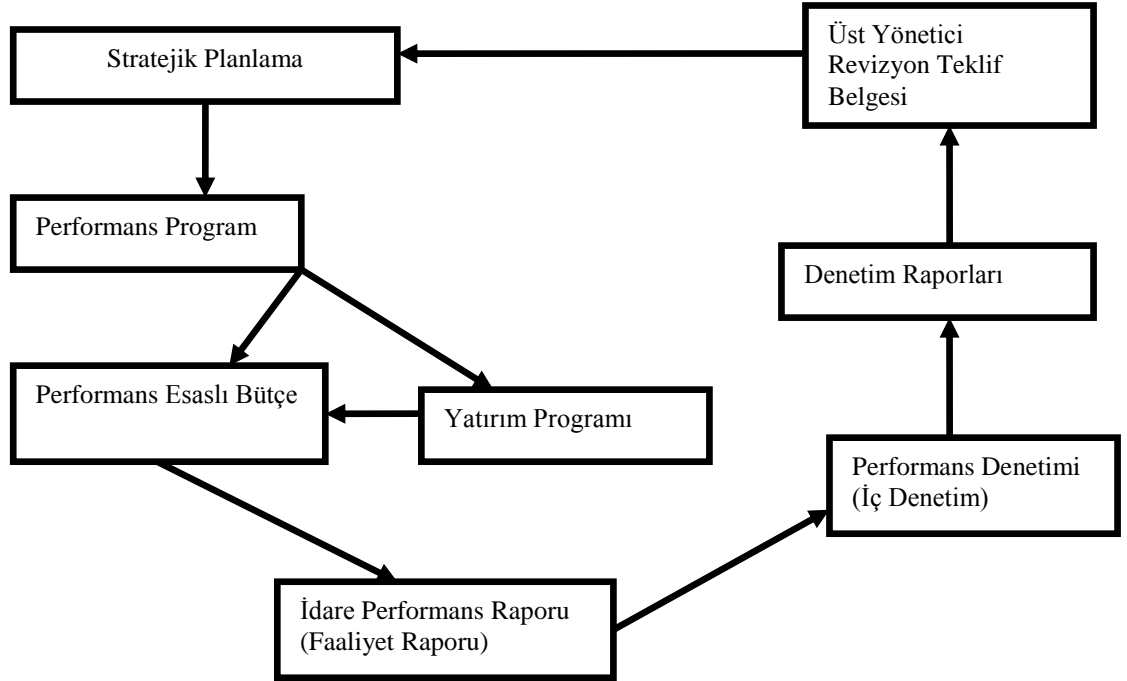 Stratejik Planlama
Üst Yönetici
Revizyon Teklif
Belgesi
Performans Program
Denetim Raporları
Performans Esaslı Bütçe
Yatırım Programı
Performans Denetimi
(İç Denetim)
İdare Performans Raporu
(Faaliyet Raporu)